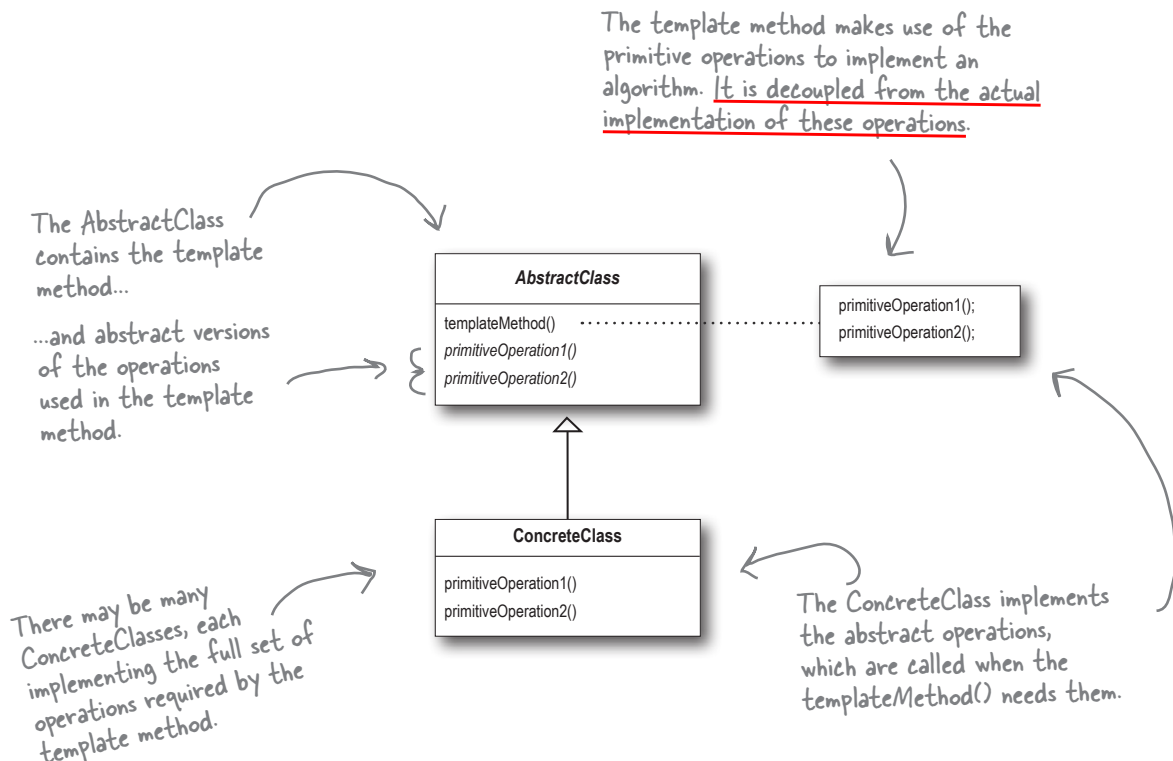 The template method makes use of the
primitive operations to implement an
algorithm. It is decoupled from the actual
implementation of these operations.
The AbstractClass
contains the template
method...
...and abstract versions
of the operations
used in the template
method.
AbstractClass
templateMethod()
primitiveOperation1()
primitiveOperation2()
primitiveOperation1();
primitiveOperation2();
ConcreteClass
primitiveOperation1()
primitiveOperation2()
There may be many
ConcreteClasses, each
implementing the full set of
operations required by the
template method.
The ConcreteClass implements
the abstract operations,
which are called when the
templateMethod() needs them.